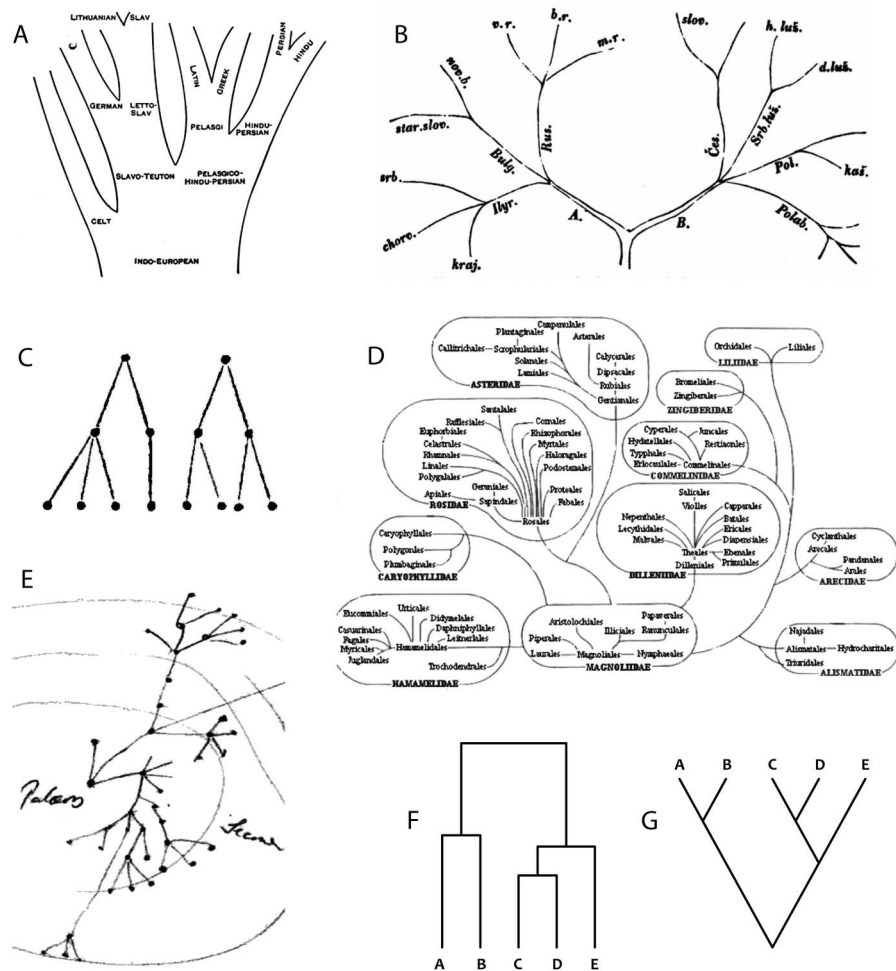 A
LITHUANIAN SLAV
C
GERMAN
LETTO-
SLAV
LATIN
GREEK
PERSIAN
HINDU
PELASGI
HINDU-
PERSIAN
SLAVO-TEUTON
PELASGICO-
HINDU-PERSIAN
CELT
INDO-EUROPEAN
B
v.r.
b.r.
m.r.
nov.b.
star.slov.
Rus.
Bulg.
srb.
Ilyr.
chorv.
kraj.
A.
slov.
h. luš.
d.luš.
Čes.
Srb.luš.
Pol.
kaš.
Polab.
B.
C
D
Campanulales
Plantaginales
Asterales
Callitrichales
Scrophulariales
Calycerales
Solanales
Dipsacales
Lamiales
Rubiales
ASTERIDAE
Gentianales
Orchidales
Liliales
LILIIDAE
Bromeliales
Zingiberales
ZINGIBERIDAE
Santalales
Rafflesiales
Cornales
Euphorbiales
Rhizophorales
Celastrales
Myrtales
Rhamnales
Haloragales
Linales
Podostemales
Polygalales
Geraniales
Proteales
Apiales
Sapindales
Fabales
ROSIDAE
Rosales
Cyperales
Juncales
Hydatellales
Restionales
Typhales
Eriocaulales
Commelinales
COMMELINIDAE
Salicales
Violles
Nepenthales
Capparales
Lecythidales
Batales
Malvales
Ericales
Diapensiales
Theales
Ebenales
Dilleniales
Primulales
DILLENIIDAE
Caryophyllales
Polygonles
Plumbaginales
CARYOPHYLLIDAE
Cyclanthales
Arecales
Pandanales
Arales
ARECIDAE
Urticales
Eucommiales
Didymelales
Casuarinales
Daphniphyllales
Fagales
Hamamelidales
Leitneriales
Myricales
Juglandales
Trochodendrales
HAMAMELIDAE
Aristolochiales
Papaverales
Illiciales
Ranunculales
Piperales
Laurales
Magnoliales
Nymphaeales
MAGNOLIIDAE
Najadales
Alismatales
Hydrocharitales
Triuridales
ALISMATIDAE
E
F
A B C D E
G
A B C D E